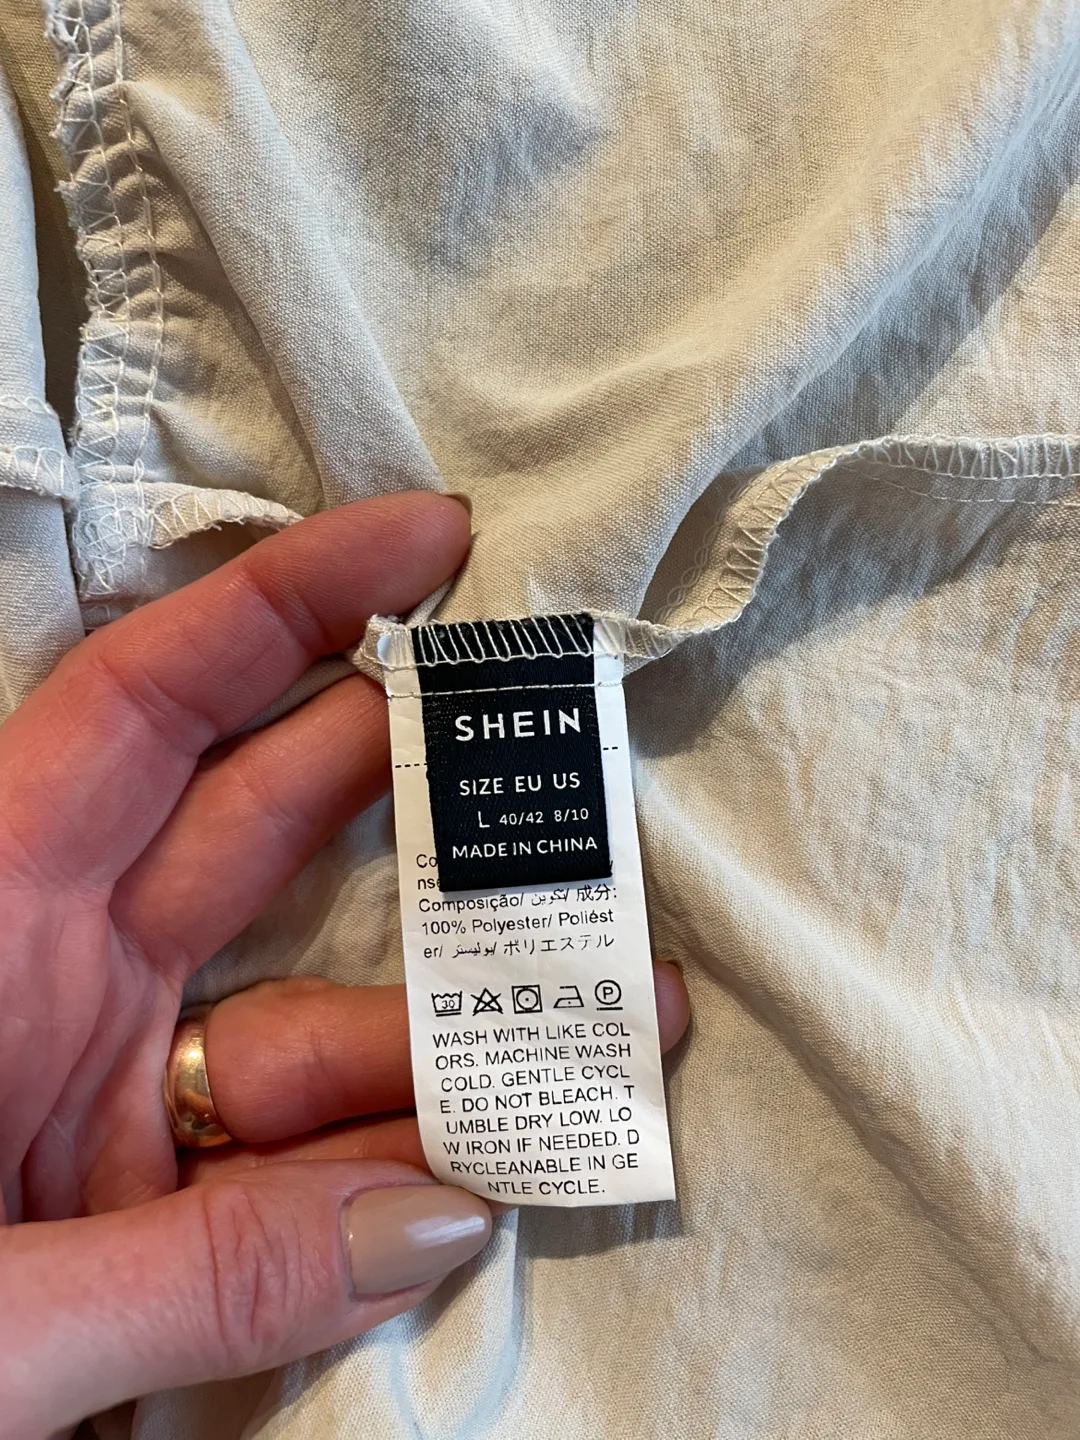 SHEIN
SIZE EU US
L 40/42 8/10
MADE IN CHINA
Composição/ تكوين/ 成分:
100% Polyester/ Poliést
er/ بوليستر/ ポリエステル
30
P
WASH WITH LIKE COL
ORS. MACHINE WASH
COLD. GENTLE CYCL
E. DO NOT BLEACH. T
UMBLE DRY LOW. LO
W IRON IF NEEDED. D
RYCLEANABLE IN GE
NTLE CYCLE.